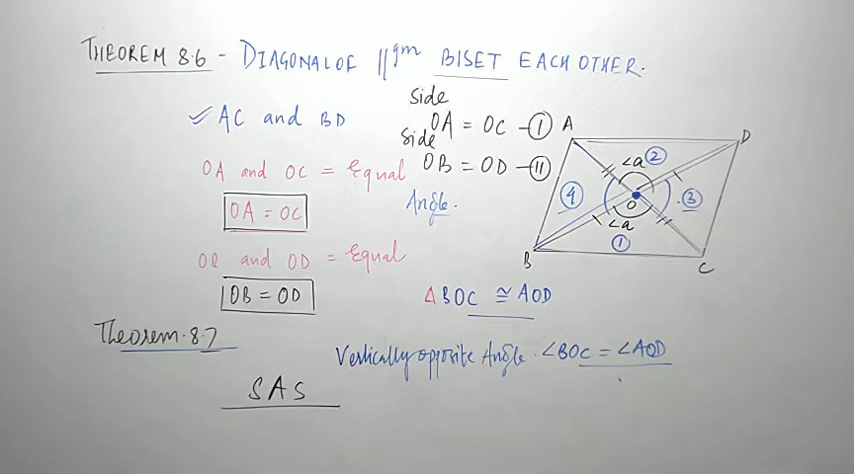 THEOREM 8.6 - DIAGONAL OF ||gm BISET EACH OTHER.
✓ AC and BD
OA and OC = Equal
OA = OC
OB and OD = Equal
OB = OD
Theorem 8.7
SAS
Side
OA = OC - I
Side
OB = OD - II
Angle.
△BOC ≅ AOD
Vertically opposite Angle. ∠BOC = ∠AOD
A
D
∠a 2
4
O
3
∠a
1
B
C